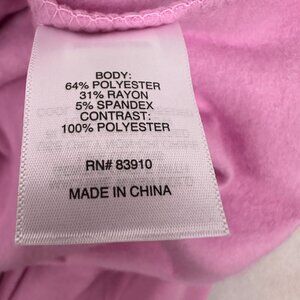 BODY:
64% POLYESTER
31% RAYON
5% SPANDEX
CONTRAST:
100% POLYESTER
RN# 83910
MADE IN CHINA